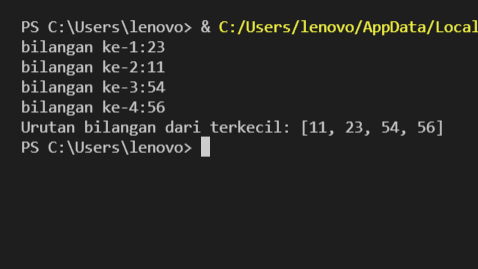 PS C:\Users\lenovo> & C:/Users/lenovo/AppData/Local
bilangan ke-1:23
bilangan ke-2:11
bilangan ke-3:54
bilangan ke-4:56
Urutan bilangan dari terkecil: [11, 23, 54, 56]
PS C:\Users\lenovo>